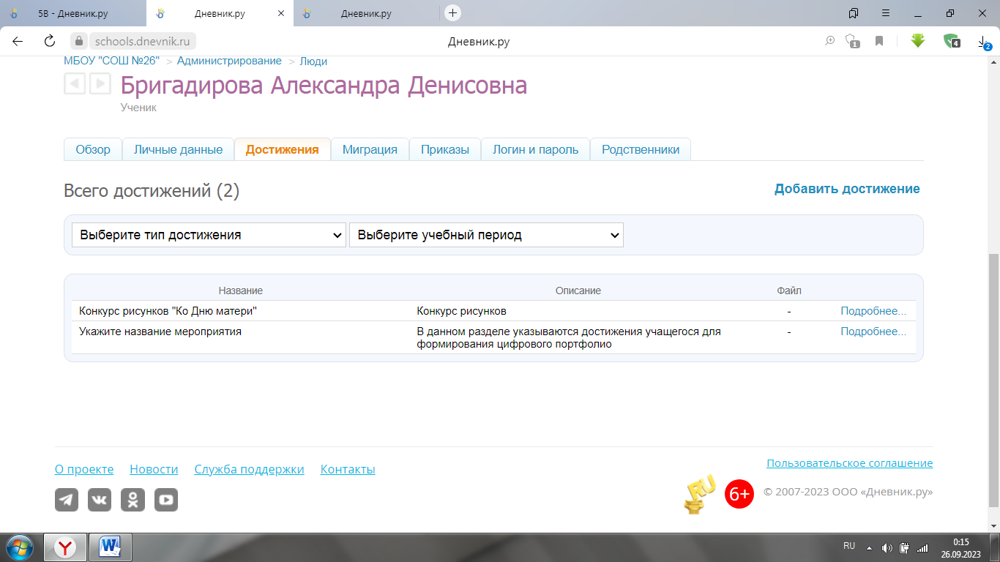 5В - Дневник.ру
Дневник.ру
Дневник.ру
schools.dnevnik.ru
Дневник.ру
1
4
2
МБОУ "СОШ №26" > Администрирование > Люди
Бригадирова Александра Денисовна
Ученик
Обзор Личные данные Достижения Миграция Приказы Логин и пароль Родственники
Всего достижений (2)
Добавить достижение
Выберите тип достижения
Выберите учебный период
Название Описание Файл
Конкурс рисунков "Ко Дню матери" Конкурс рисунков - Подробнее...
Укажите название мероприятия В данном разделе указываются достижения учащегося для - Подробнее...
формирования цифрового портфолио
О проекте Новости Служба поддержки Контакты
Пользовательское соглашение
RU
6+
© 2007-2023 ООО «Дневник.ру»
RU
0:15
26.09.2023